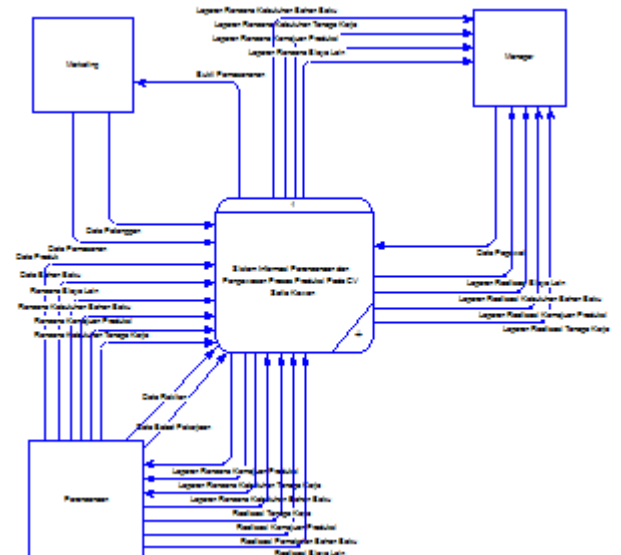 Laporan Rencana Kebutuhan Bahan Baku
Laporan Rencana Kebutuhan Tenaga Kerja
Laporan Rencana Kemajuan Produksi
Laporan Rencana Biaya Lain
Marketing
Manager
Bukti Pemesanan
Data Pelanggan
Data Pemesanan
Data Produk
Data Bahan Baku
Rencana Biaya Lain
Rencana Kebutuhan Bahan Baku
Rencana Kemajuan Produksi
Rencana Kebutuhan Tenaga Kerja
Sistem Informasi Perencanaan dan
Pengawasan Proses Produksi Pada CV
+
Data Pegawai
Laporan Realisasi Biaya Lain
Laporan Realisasi Kebutuhan Bahan Baku
Laporan Realisasi Kemajuan Produksi
Laporan Realisasi Tenaga Kerja
Data
Data Pekerjaan
Perencanaan
Laporan Rencana Kemajuan Produksi
Laporan Rencana Kebutuhan Tenaga Kerja
Laporan Rencana Kebutuhan Bahan Baku
Realisasi Tenaga Kerja
Realisasi Kemajuan Produksi
Realisasi Pemakaian Bahan Baku
Realisasi Biaya Lain